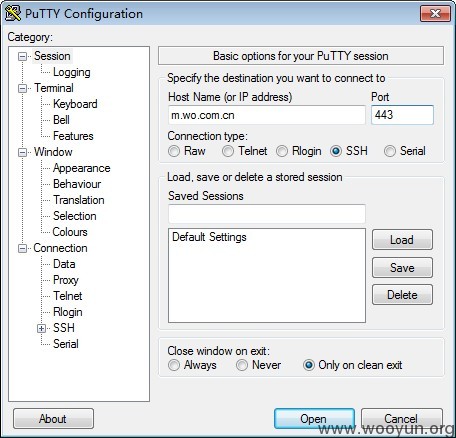 PuTTY Configuration
Category:
Session
Logging
Terminal
Keyboard
Bell
Features
Window
Appearance
Behaviour
Translation
Selection
Colours
Connection
Data
Proxy
Telnet
Rlogin
SSH
Serial
Basic options for your PuTTY session
Specify the destination you want to connect to
Host Name (or IP address) Port
m.wo.com.cn 443
Connection type:
Raw Telnet Rlogin SSH Serial
Load, save or delete a stored session
Saved Sessions
Default Settings
Load
Save
Delete
Close window on exit:
Always Never Only on clean exit
About Open Cancel
www.wooyun.org